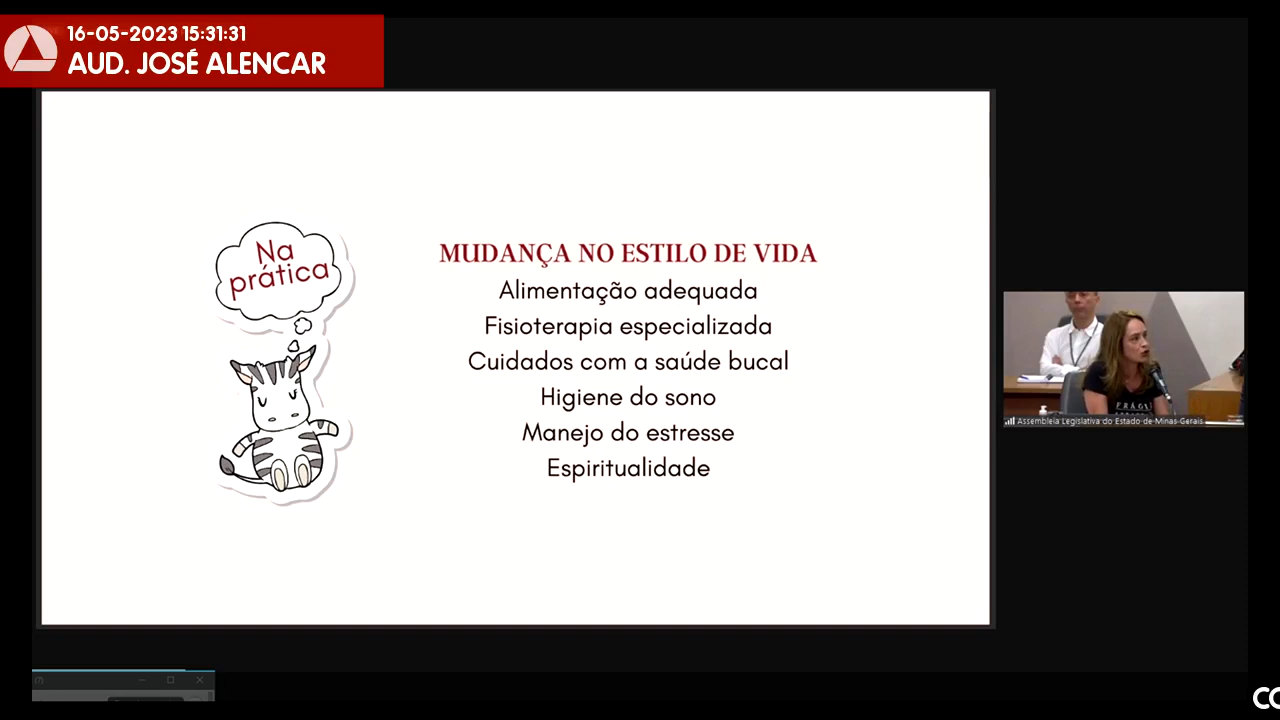 16-05-2023 15:31:31
AUD. JOSÉ ALENCAR
Na
prática
MUDANÇA NO ESTILO DE VIDA
Alimentação adequada
Fisioterapia especializada
Cuidados com a saúde bucal
Higiene do sono
Manejo do estresse
Espiritualidade
Assembleia Legislativa do Estado de Minas Gerais